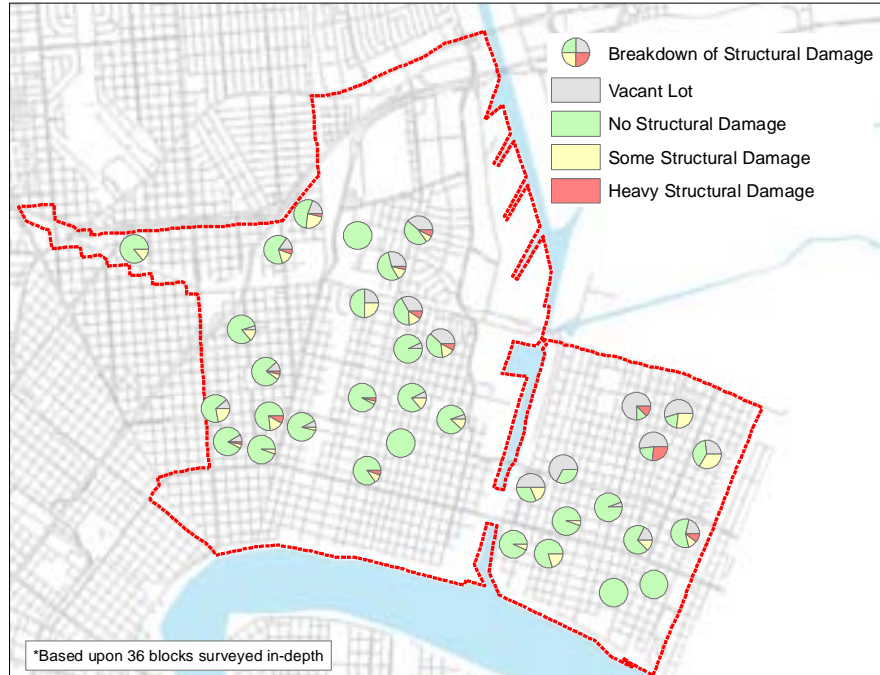 Breakdown of Structural Damage
Vacant Lot
No Structural Damage
Some Structural Damage
Heavy Structural Damage
*Based upon 36 blocks surveyed in-depth